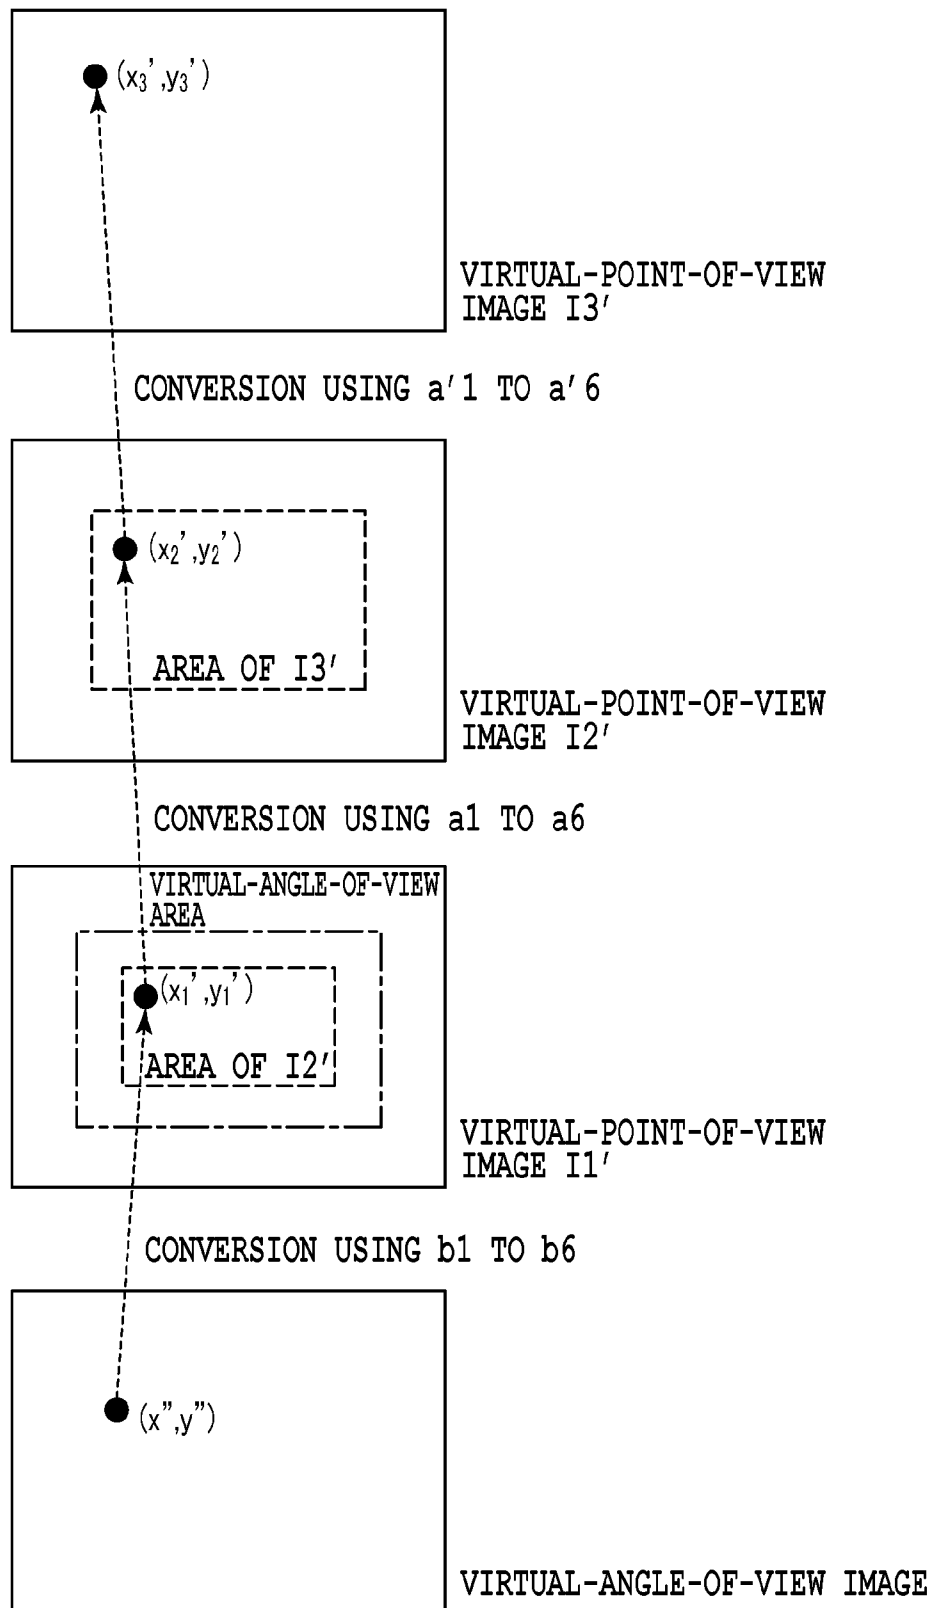 (x3',y3')
VIRTUAL-POINT-OF-VIEW
IMAGE I3'
CONVERSION USING a'1 TO a'6
(x2',y2')
AREA OF I3'
VIRTUAL-POINT-OF-VIEW
IMAGE I2'
CONVERSION USING a1 TO a6
VIRTUAL-ANGLE-OF-VIEW
AREA
(x1',y1')
AREA OF I2'
VIRTUAL-POINT-OF-VIEW
IMAGE I1'
CONVERSION USING b1 TO b6
(x",y")
VIRTUAL-ANGLE-OF-VIEW IMAGE